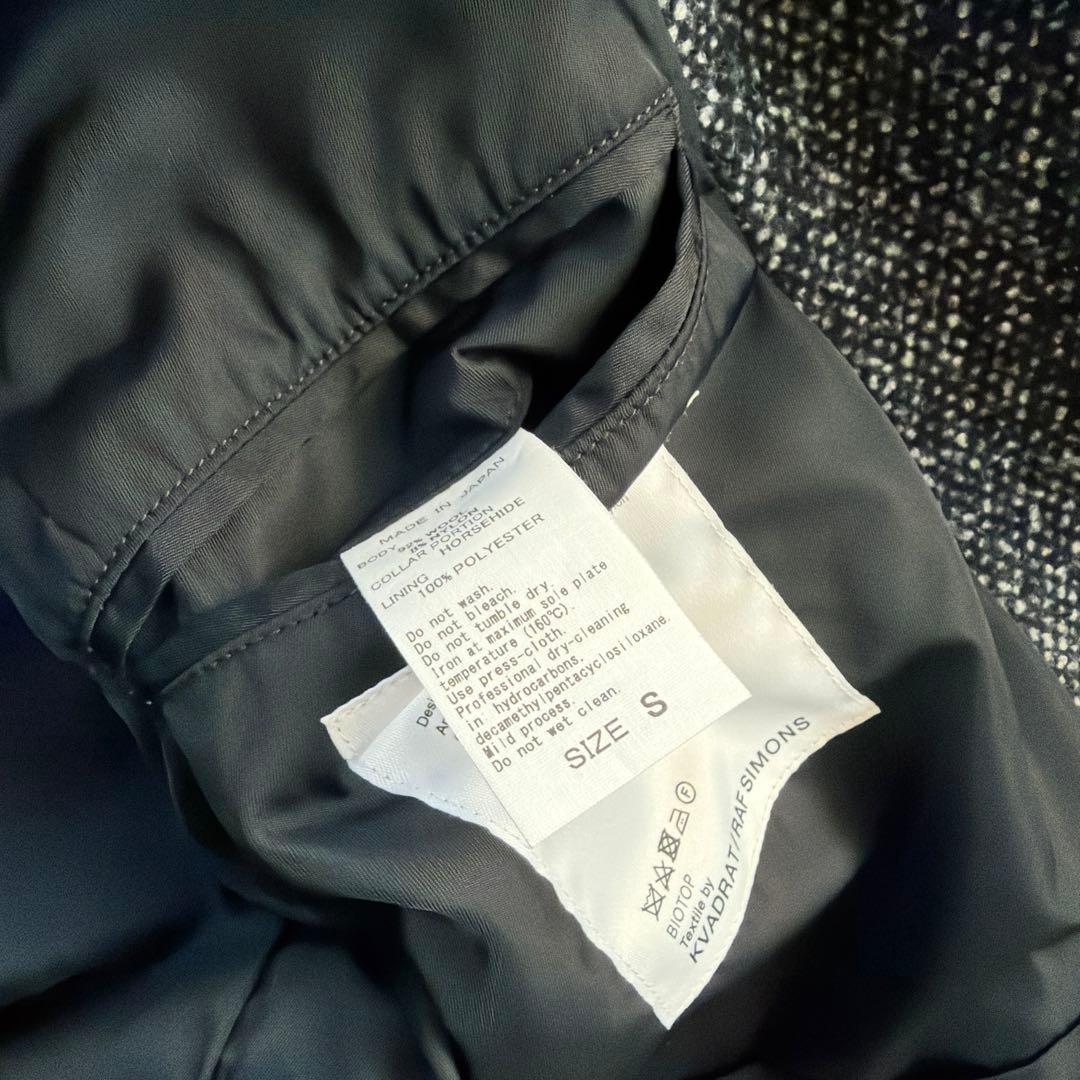 MADE IN JAPAN
BODY 92% WOOL
8% NYLON
COLLAR PORTION
HORSEHIDE
LINING
100% POLYESTER
Do not wash.
Do not bleach.
Do not tumble dry.
Iron at maximum sole plate
temperature (160℃).
Use press-cloth.
Professional dry-cleaning
in: hydrocarbons.
decamethylpentacyclosiloxane.
Mild process.
Do not wet clean.
SIZE S
F
BIOTOP
Textile by
KVADRAT/RAF SIMONS